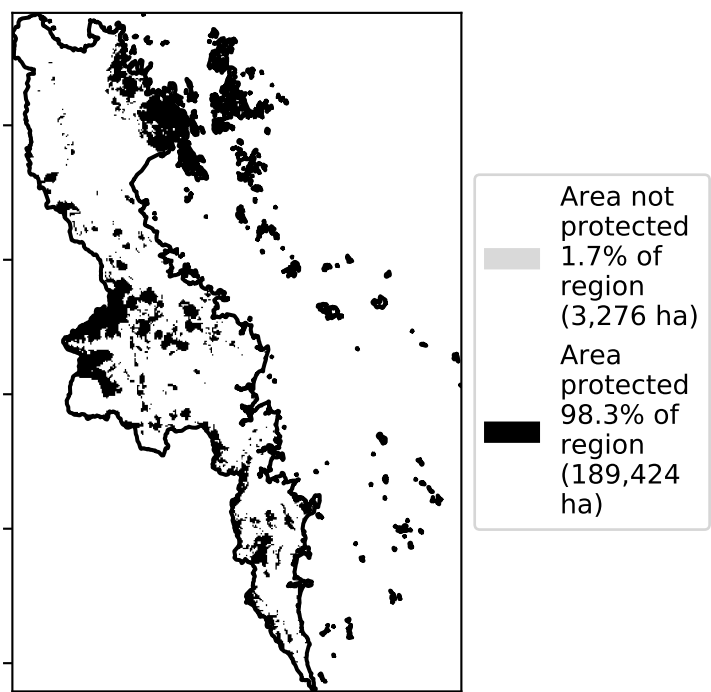 Area not
protected
1.7% of
region
(3,276 ha)
Area
protected
98.3% of
region
(189,424
ha)